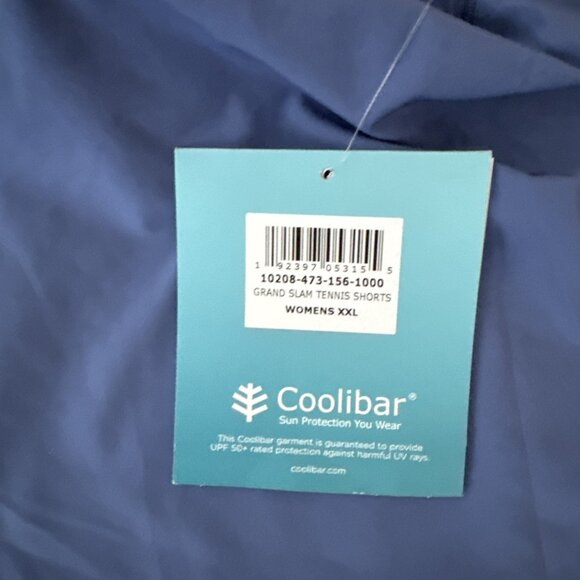 1 92397 05315 5
10208-473-156-1000
GRAND SLAM TENNIS SHORTS
WOMENS XXL
Coolibar®
Sun Protection You Wear
This Coolibar garment is guaranteed to provide
UPF 50+ rated protection against harmful UV rays.
coolibar.com